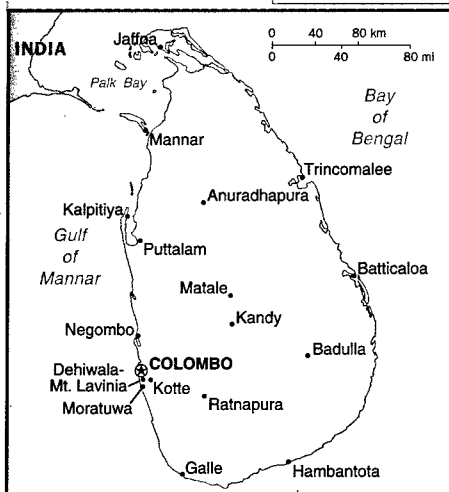 INDIA
Jaffna
0 40 80 km
0 40 80 mi
Palk Bay
Bay
of
Bengal
Mannar
Trincomalee
Anuradhapura
Kalpitiya
Gulf
of
Mannar
Puttalam
Batticaloa
Matale
Kandy
Negombo
Badulla
COLOMBO
Dehiwala-
Mt. Lavinia
Kotte
Moratuwa
Ratnapura
Galle
Hambantota